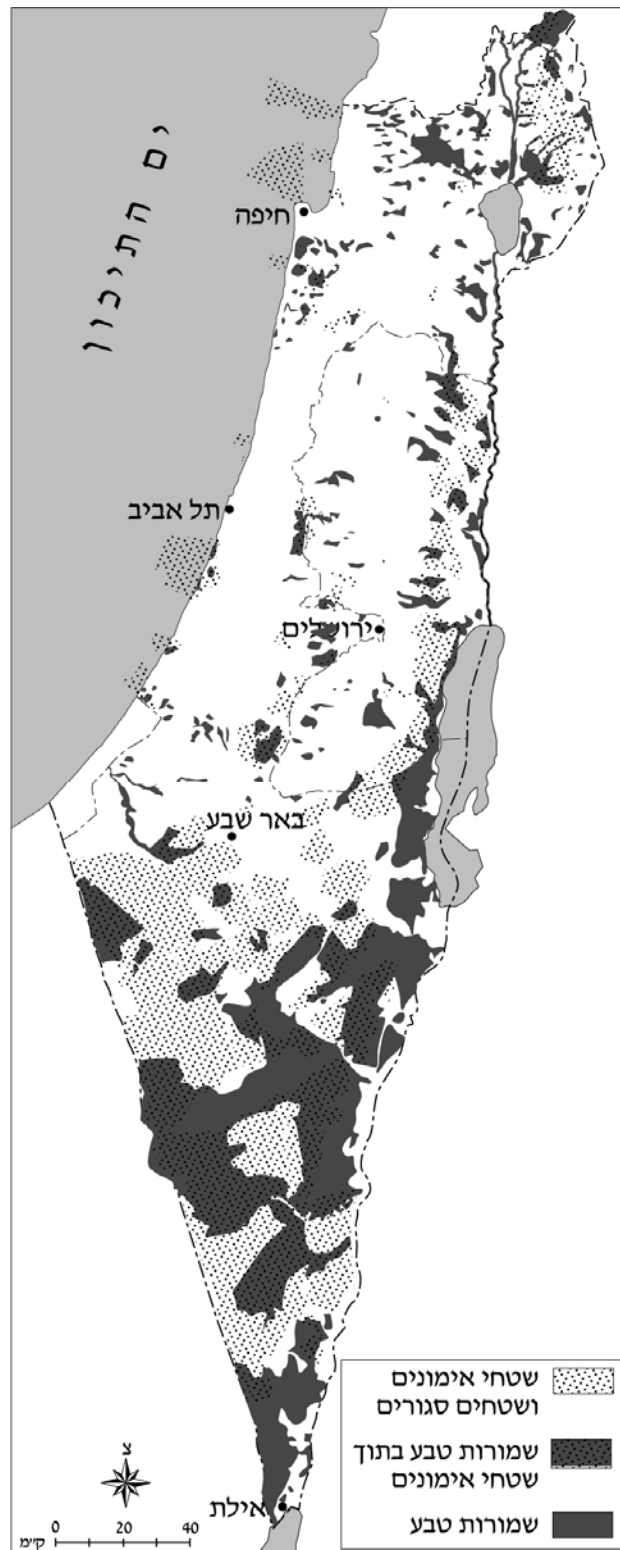 ים התיכון
חיפה
תל אביב
ירושלים
באר שבע
אילת
שטחי אימונים
ושטחים סגורים
שמורות טבע בתוך
שטחי אימונים
שמורות טבע
צ
0 20 40 ק״מ